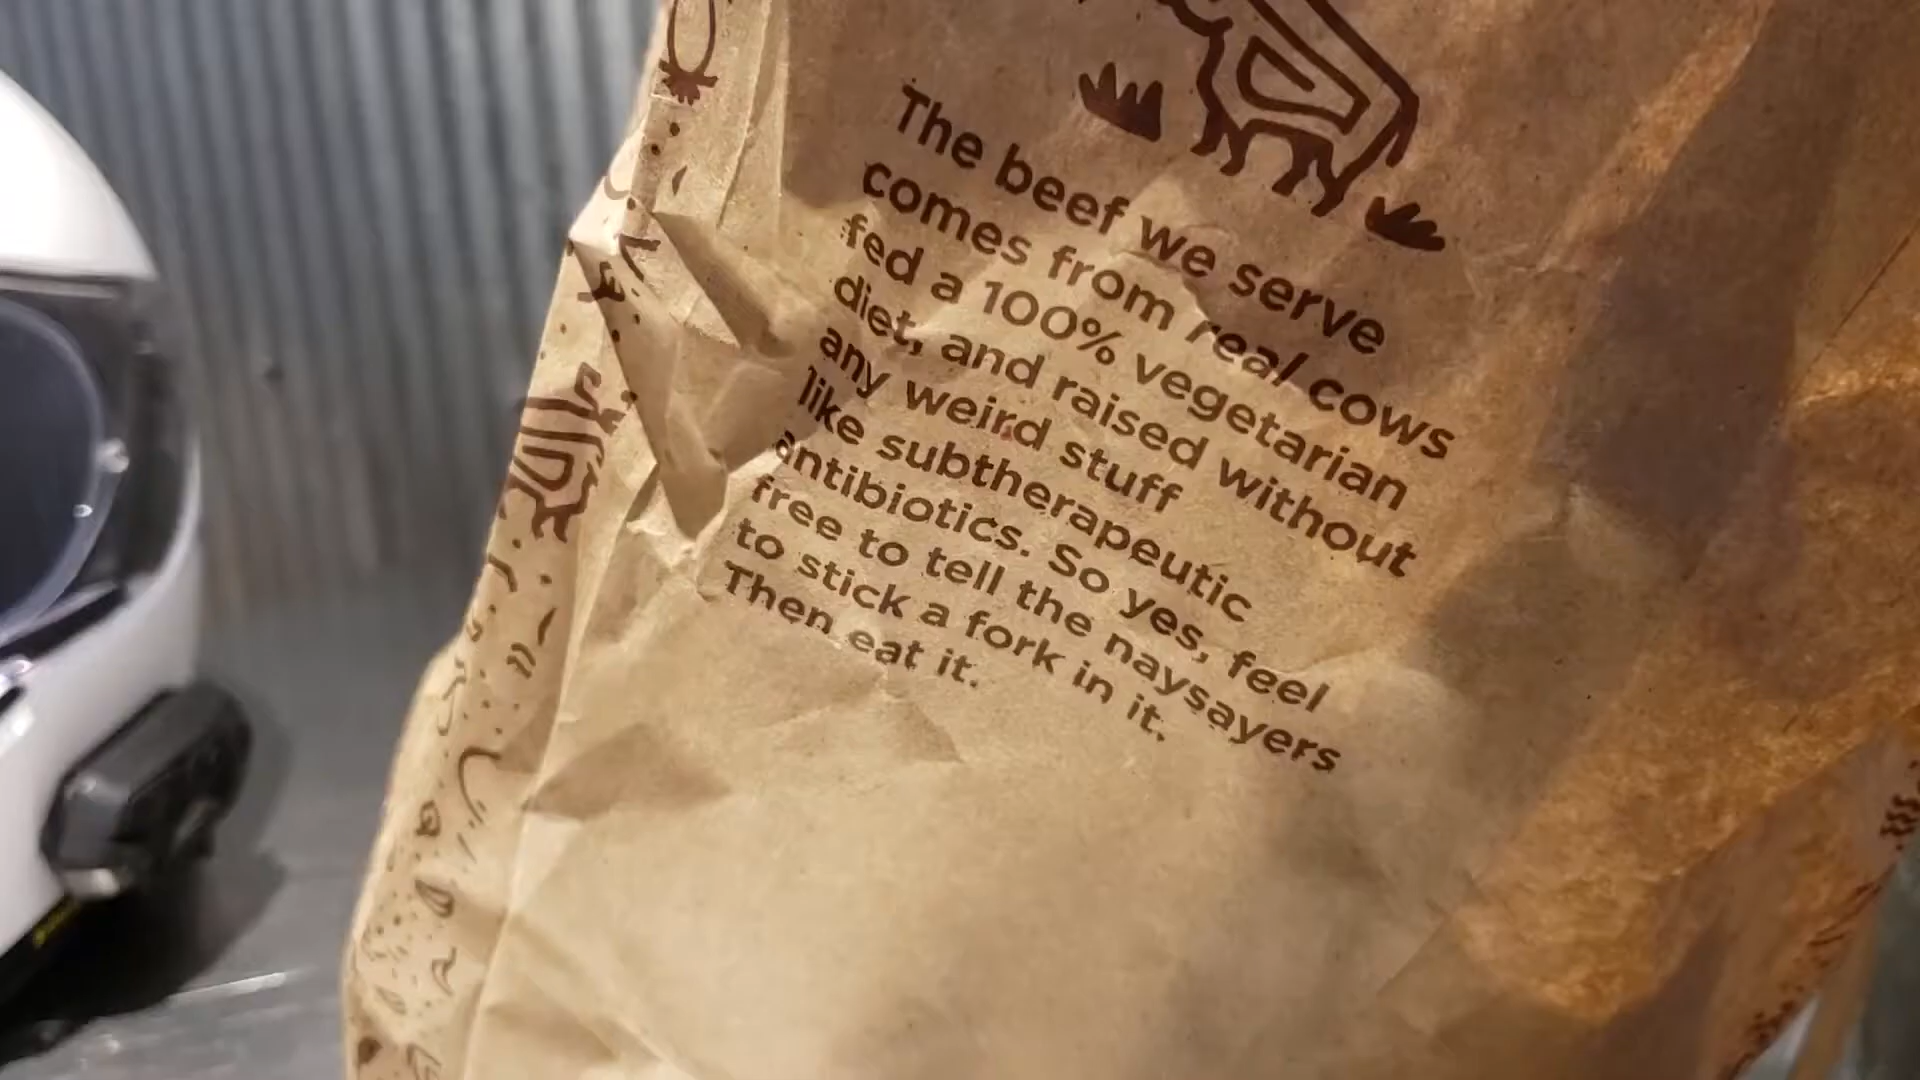 The beef we serve
comes from real cows
fed a 100% vegetarian
diet, and raised without
any weird stuff
like subtherapeutic
antibiotics. So yes, feel
free to tell the naysayers
to stick a fork in it.
Then eat it.